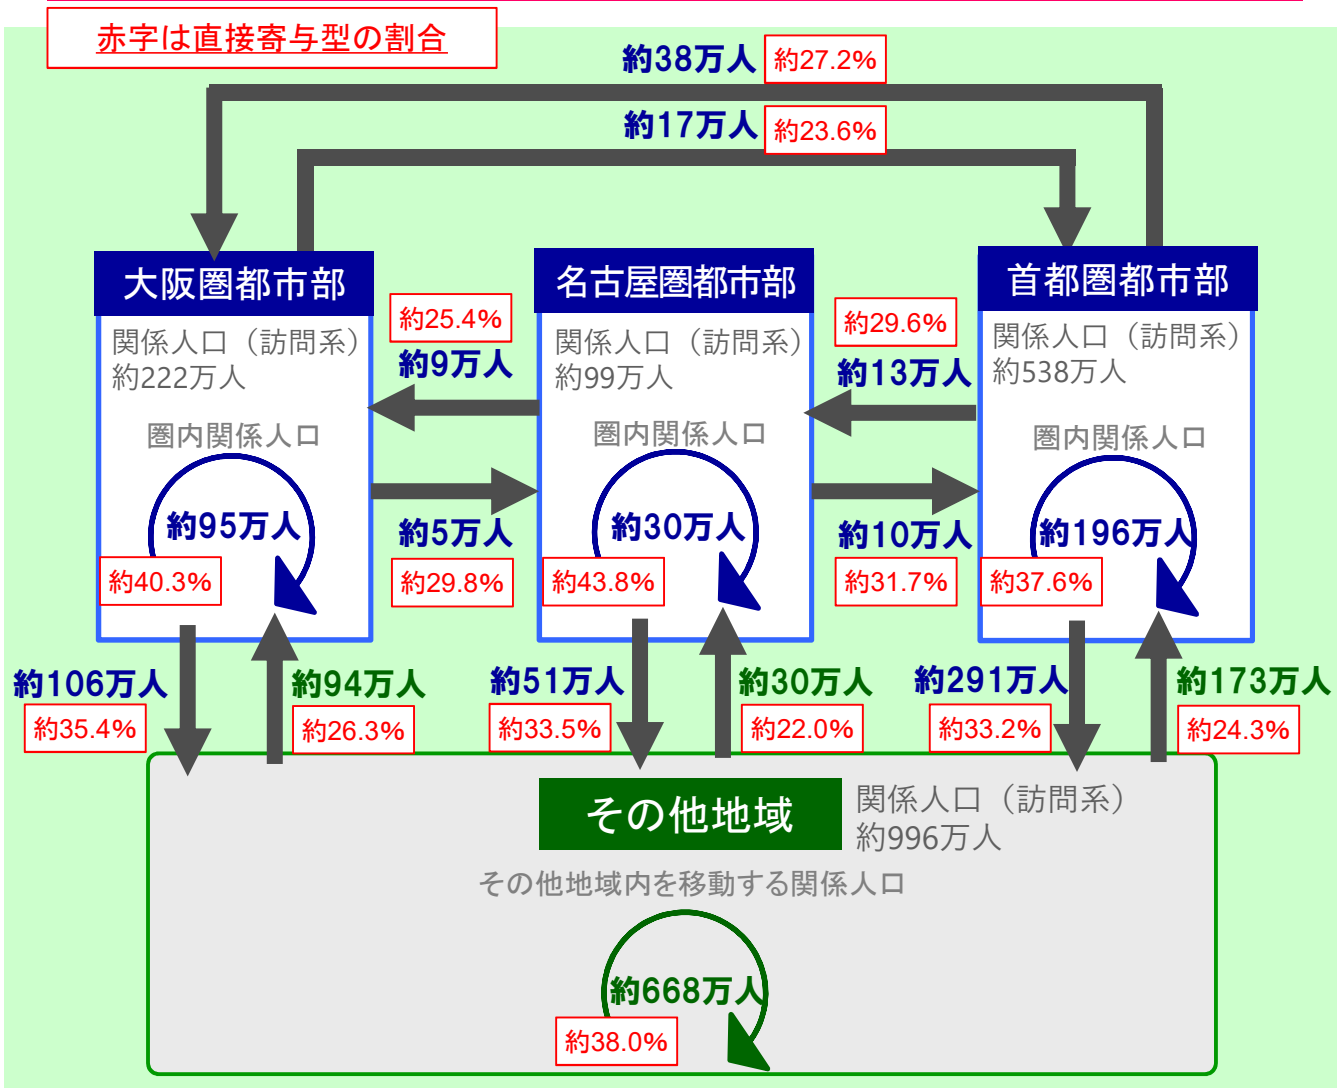 赤字は直接寄与型の割合
約38万人 約27.2%
約17万人 約23.6%
大阪圏都市部
関係人口（訪問系）
約222万人
圏内関係人口
約95万人
約40.3%
約25.4%
約9万人
約5万人
約29.8%
名古屋圏都市部
関係人口（訪問系）
約99万人
圏内関係人口
約30万人
約43.8%
約29.6%
約13万人
約10万人
約31.7%
首都圏都市部
関係人口（訪問系）
約538万人
圏内関係人口
約196万人
約37.6%
約106万人
約35.4%
約94万人
約26.3%
約51万人
約33.5%
約30万人
約22.0%
約291万人
約33.2%
約173万人
約24.3%
その他地域
関係人口（訪問系）
約996万人
その他地域内を移動する関係人口
約668万人
約38.0%